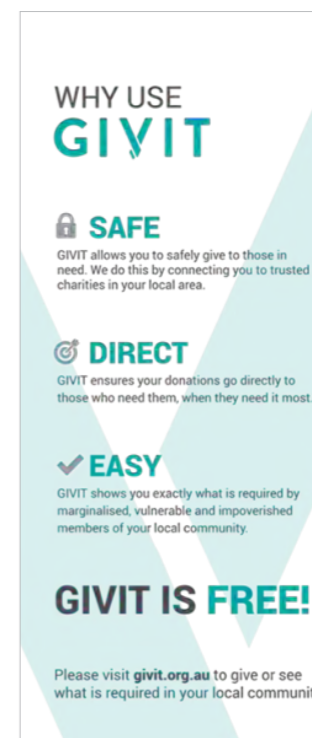 WHY USE
GIVIT
SAFE
GIVIT allows you to safely give to those in
need. We do this by connecting you to trusted
charities in your local area.
DIRECT
GIVIT ensures your donations go directly to
those who need them, when they need it most.
EASY
GIVIT shows you exactly what is required by
marginalised, vulnerable and impoverished
members of your local community.
GIVIT IS FREE!
Please visit givit.org.au to give or see
what is required in your local communit